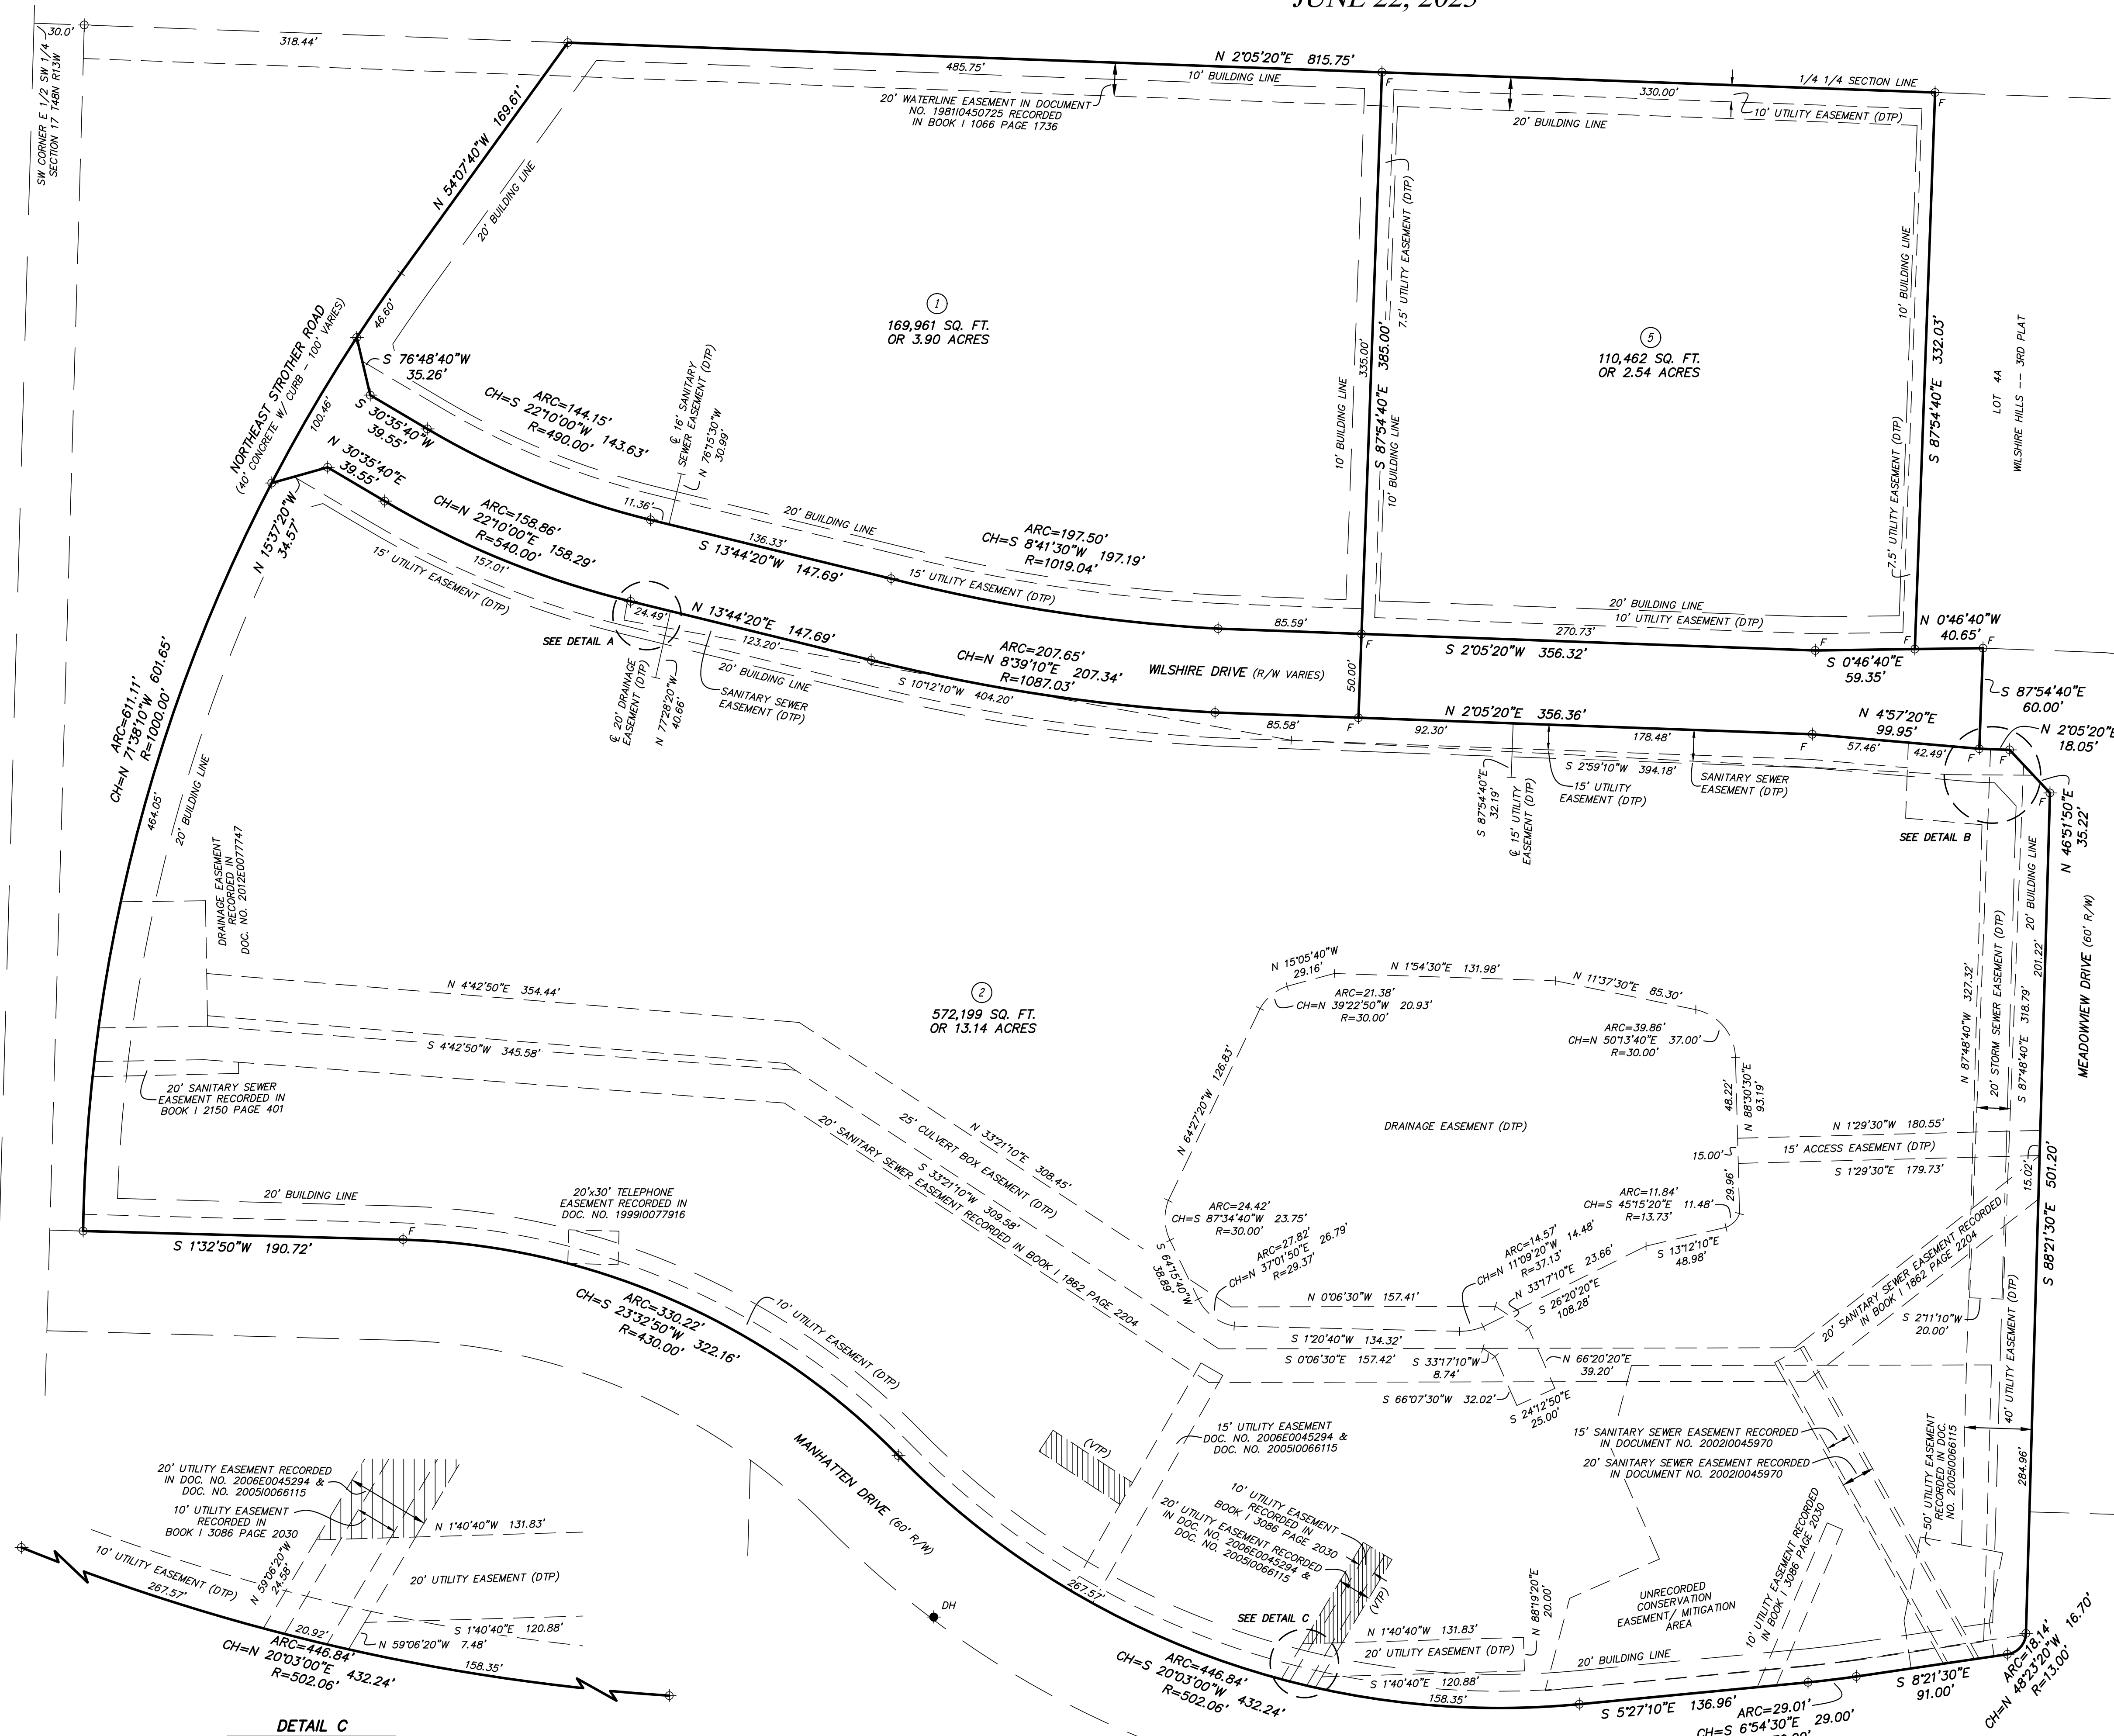 JUNE 22, 2023
30.0'
SW CORNER E 1/2 SW 1/4
SECTION 17 T48N R13W
318.44'
N 2°05'20"E 815.75'
485.75'
10' BUILDING LINE
20' WATERLINE EASEMENT IN DOCUMENT
NO. 1981I0450725 RECORDED
IN BOOK I 1066 PAGE 1736
1/4 1/4 SECTION LINE
330.00'
F
F
10' UTILITY EASEMENT (DTP)
20' BUILDING LINE
N 54°07'40"W 169.61'
20' BUILDING LINE
7.5' UTILITY EASEMENT (DTP)
10' BUILDING LINE
1
169,961 SQ. FT.
OR 3.90 ACRES
5
110,462 SQ. FT.
OR 2.54 ACRES
335.00'
S 87°54'40"E 385.00'
10' BUILDING LINE
10' BUILDING LINE
S 87°54'40"E 332.03'
7.5' UTILITY EASEMENT (DTP)
LOT 4A
WILSHIRE HILLS -- 3RD PLAT
46.60'
NORTHEAST STROTHER ROAD
(40' CONCRETE W/ CURB - 100' VARIES)
100.46'
S 76°48'40"W
35.26'
S 30°35'40"W
39.55'
ARC=144.15'
CH=S 22°10'00"W 143.63'
R=490.00'
℄ 16' SANITARY
SEWER EASEMENT (DTP)
N 76°15'30"W
30.99'
N 30°35'40"E
39.55'
N 15°37'20"W
34.57'
ARC=158.86'
CH=N 22°10'00"E 158.29'
R=540.00'
11.36'
136.33'
S 13°44'20"W 147.69'
20' BUILDING LINE
ARC=197.50'
CH=S 8°41'30"W 197.19'
R=1019.04'
15' UTILITY EASEMENT (DTP)
15' UTILITY EASEMENT (DTP)
157.01'
24.49'
SEE DETAIL A
N 13°44'20"E 147.69'
123.20'
20' BUILDING LINE
℄ 20' DRAINAGE
EASEMENT (DTP)
N 77°28'20"W
40.66'
SANITARY SEWER
EASEMENT (DTP)
ARC=207.65'
CH=N 8°39'10"E 207.34'
R=1087.03'
S 10°12'10"W 404.20'
WILSHIRE DRIVE (R/W VARIES)
85.59'
50.00'
85.58'
F
F
20' BUILDING LINE
10' UTILITY EASEMENT (DTP)
270.73'
S 2°05'20"W 356.32'
F
F
S 0°46'40"E
59.35'
N 0°46'40"W
40.65'
F
S 87°54'40"E
60.00'
N 2°05'20"E
18.05'
N 2°05'20"E 356.36'
92.30'
178.48'
F
N 4°57'20"E
99.95'
57.46'
42.49'
F
F
S 2°59'10"W 394.18'
S 87°54'40"E
32.19'
℄ 15' UTILITY
EASEMENT (DTP)
15' UTILITY
EASEMENT (DTP)
SANITARY SEWER
EASEMENT (DTP)
SEE DETAIL B
N 46°51'50"E
35.22'
20' BUILDING LINE
201.22'
MEADOWVIEW DRIVE (60' R/W)
ARC=611.11'
CH=N 71°38'10"W 601.65'
R=1000.00'
464.05'
20' BUILDING LINE
DRAINAGE EASEMENT
RECORDED IN
DOC. NO. 2012E0077747
N 4°42'50"E 354.44'
S 4°42'50"W 345.58'
20' SANITARY SEWER
EASEMENT RECORDED IN
BOOK I 2150 PAGE 401
2
572,199 SQ. FT.
OR 13.14 ACRES
N 15°05'40"W
29.16'
N 1°54'30"E 131.98'
N 11°37'30"E 85.30'
ARC=21.38'
CH=N 39°22'50"W 20.93'
R=30.00'
ARC=39.86'
CH=N 50°13'40"E 37.00'
R=30.00'
N 64°27'20"W 126.83'
DRAINAGE EASEMENT (DTP)
48.22'
N 88°30'30"E
93.19'
15.00'
29.96'
N 1°29'30"W 180.55'
15' ACCESS EASEMENT (DTP)
S 1°29'30"E 179.73'
15.02'
N 87°48'40"W 327.32'
20' STORM SEWER EASEMENT (DTP)
S 87°48'40"E 318.79'
S 88°21'30"E 501.20'
N 33°21'10"E 308.45'
25' CULVERT BOX EASEMENT (DTP)
S 33°21'10"W 309.58'
20' SANITARY SEWER EASEMENT RECORDED IN BOOK I 1862 PAGE 2204
ARC=24.42'
CH=S 87°34'40"W 23.75'
R=30.00'
S 64°15'40"W
38.89'
ARC=27.82'
CH=N 37°01'50"E 26.79'
R=29.37'
ARC=11.84'
CH=S 45°15'20"E 11.48'
R=13.73'
ARC=14.57'
CH=N 11°09'20"W 14.48'
R=37.13'
N 33°17'10"E 23.66'
S 26°20'20"E
108.28'
S 13°12'10"E
48.98'
N 0°06'30"W 157.41'
S 1°20'40"W 134.32'
S 0°06'30"E 157.42'
S 33°17'10"W
8.74'
N 66°20'20"E
39.20'
S 66°07'30"W 32.02'
S 24°12'50"E
25.00'
20' SANITARY SEWER EASEMENT RECORDED
IN BOOK I 1862 PAGE 2204
S 2°11'10"W
20.00'
40' UTILITY EASEMENT (DTP)
20' BUILDING LINE
20'x30' TELEPHONE
EASEMENT RECORDED IN
DOC. NO. 1999I0077916
S 1°32'50"W 190.72'
F
ARC=330.22'
CH=S 23°32'50"W 322.16'
R=430.00'
10' UTILITY EASEMENT (DTP)
MANHATTEN DRIVE (60' R/W)
DH
(VTP)
15' UTILITY EASEMENT
DOC. NO. 2006E0045294 &
DOC. NO. 2005I0066115
10' UTILITY EASEMENT
RECORDED IN
BOOK I 3086 PAGE 2030
20' UTILITY EASEMENT RECORDED
IN DOC. NO. 2006E0045294 &
DOC. NO. 2005I0066115
(VTP)
267.57'
SEE DETAIL C
15' SANITARY SEWER EASEMENT RECORDED
IN DOCUMENT NO. 2002I0045970
20' SANITARY SEWER EASEMENT RECORDED
IN DOCUMENT NO. 2002I0045970
50' UTILITY EASEMENT
RECORDED IN DOC.
NO. 2005I0066115
284.96'
10' UTILITY EASEMENT RECORDED
IN BOOK I 3086 PAGE 2030
UNRECORDED
CONSERVATION
EASEMENT/ MITIGATION
AREA
N 88°19'20"E
20.00'
N 1°40'40"W 131.83'
20' UTILITY EASEMENT (DTP)
S 1°40'40"E 120.88'
20' BUILDING LINE
158.35'
ARC=446.84'
CH=S 20°03'00"W 432.24'
R=502.06'
S 5°27'10"E 136.96'
ARC=29.01'
CH=S 6°54'30"E 29.00'
S 8°21'30"E
91.00'
ARC=18.14'
CH=N 48°23'20"W 16.70'
R=13.00'
20' UTILITY EASEMENT RECORDED
IN DOC. NO. 2006E0045294 &
DOC. NO. 2005I0066115
10' UTILITY EASEMENT
RECORDED IN
BOOK I 3086 PAGE 2030
N 1°40'40"W 131.83'
N 59°06'20"W
24.58'
10' UTILITY EASEMENT (DTP)
267.57'
20' UTILITY EASEMENT (DTP)
S 1°40'40"E 120.88'
20.92'
N 59°06'20"W 7.48'
158.35'
ARC=446.84'
CH=N 20°03'00"E 432.24'
R=502.06'
DETAIL C